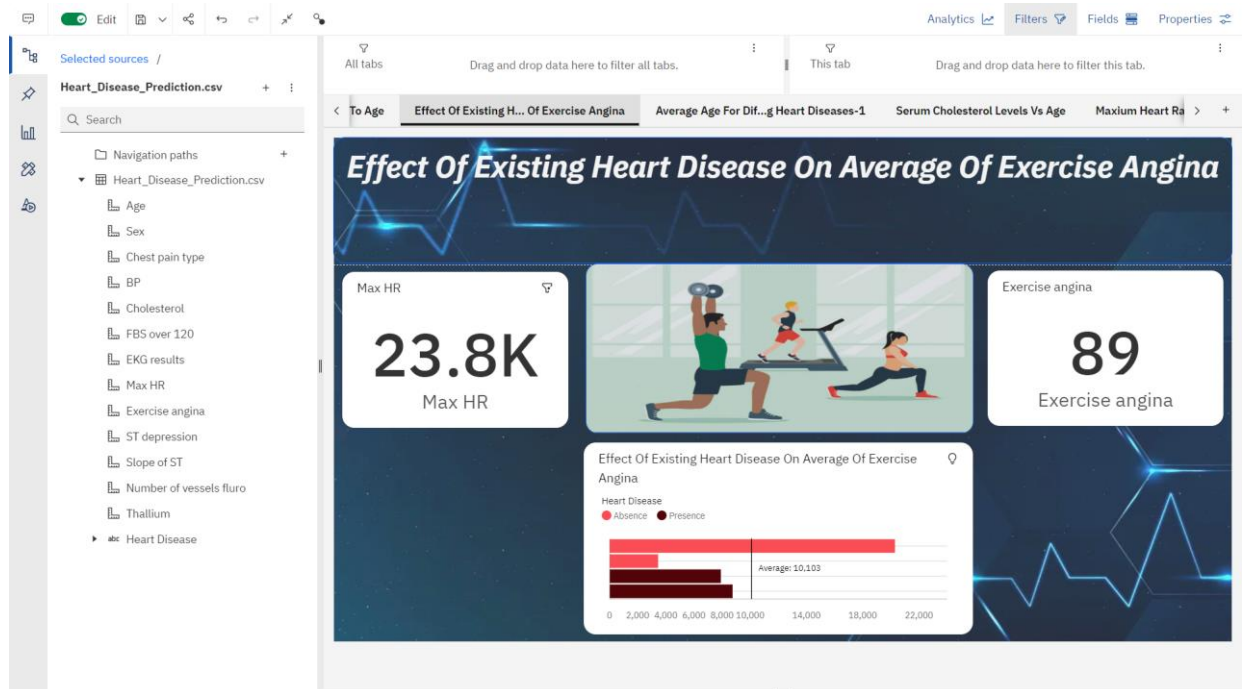 Edit
Analytics
Filters
Fields
Properties
Selected sources /
Heart_Disease_Prediction.csv
Search
Navigation paths
Heart_Disease_Prediction.csv
Age
Sex
Chest pain type
BP
Cholesterol
FBS over 120
EKG results
Max HR
Exercise angina
ST depression
Slope of ST
Number of vessels fluro
Thallium
abc Heart Disease
All tabs
Drag and drop data here to filter all tabs.
This tab
Drag and drop data here to filter this tab.
To Age
Effect Of Existing H... Of Exercise Angina
Average Age For Dif...g Heart Diseases-1
Serum Cholesterol Levels Vs Age
Maxium Heart Ra
Effect Of Existing Heart Disease On Average Of Exercise Angina
Max HR
23.8K
Max HR
Exercise angina
89
Exercise angina
Effect Of Existing Heart Disease On Average Of Exercise
Angina
Heart Disease
Absence Presence
Average: 10,103
0 2,000 4,000 6,000 8,000 10,000 14,000 18,000 22,000